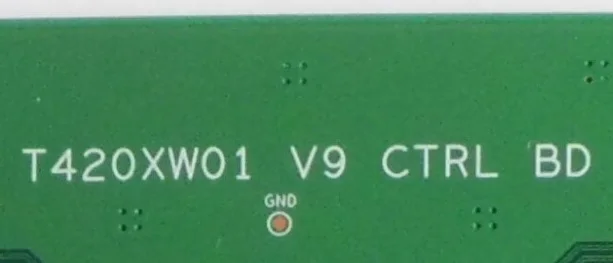 T420XW01 V9 CTRL BD
GND